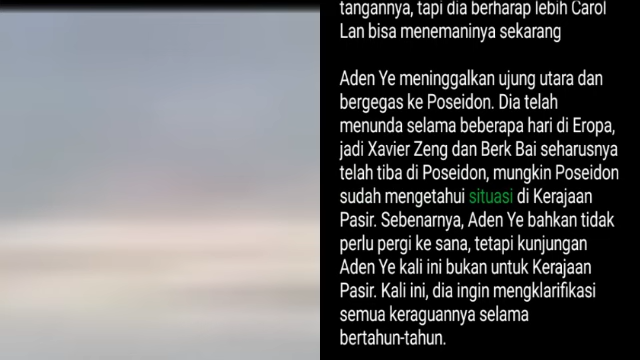 tangannya, tapi dia berharap lebih Carol
Lan bisa menemaninya sekarang
Aden Ye meninggalkan ujung utara dan
bergegas ke Poseidon. Dia telah
menunda selama beberapa hari di Eropa,
jadi Xavier Zeng dan Berk Bai seharusnya
telah tiba di Poseidon, mungkin Poseidon
sudah mengetahui situasi di Kerajaan
Pasir. Sebenarnya, Aden Ye bahkan tidak
perlu pergi ke sana, tetapi kunjungan
Aden Ye kali ini bukan untuk Kerajaan
Pasir. Kali ini, dia ingin mengklarifikasi
semua keraguannya selama
bertahun-tahun.